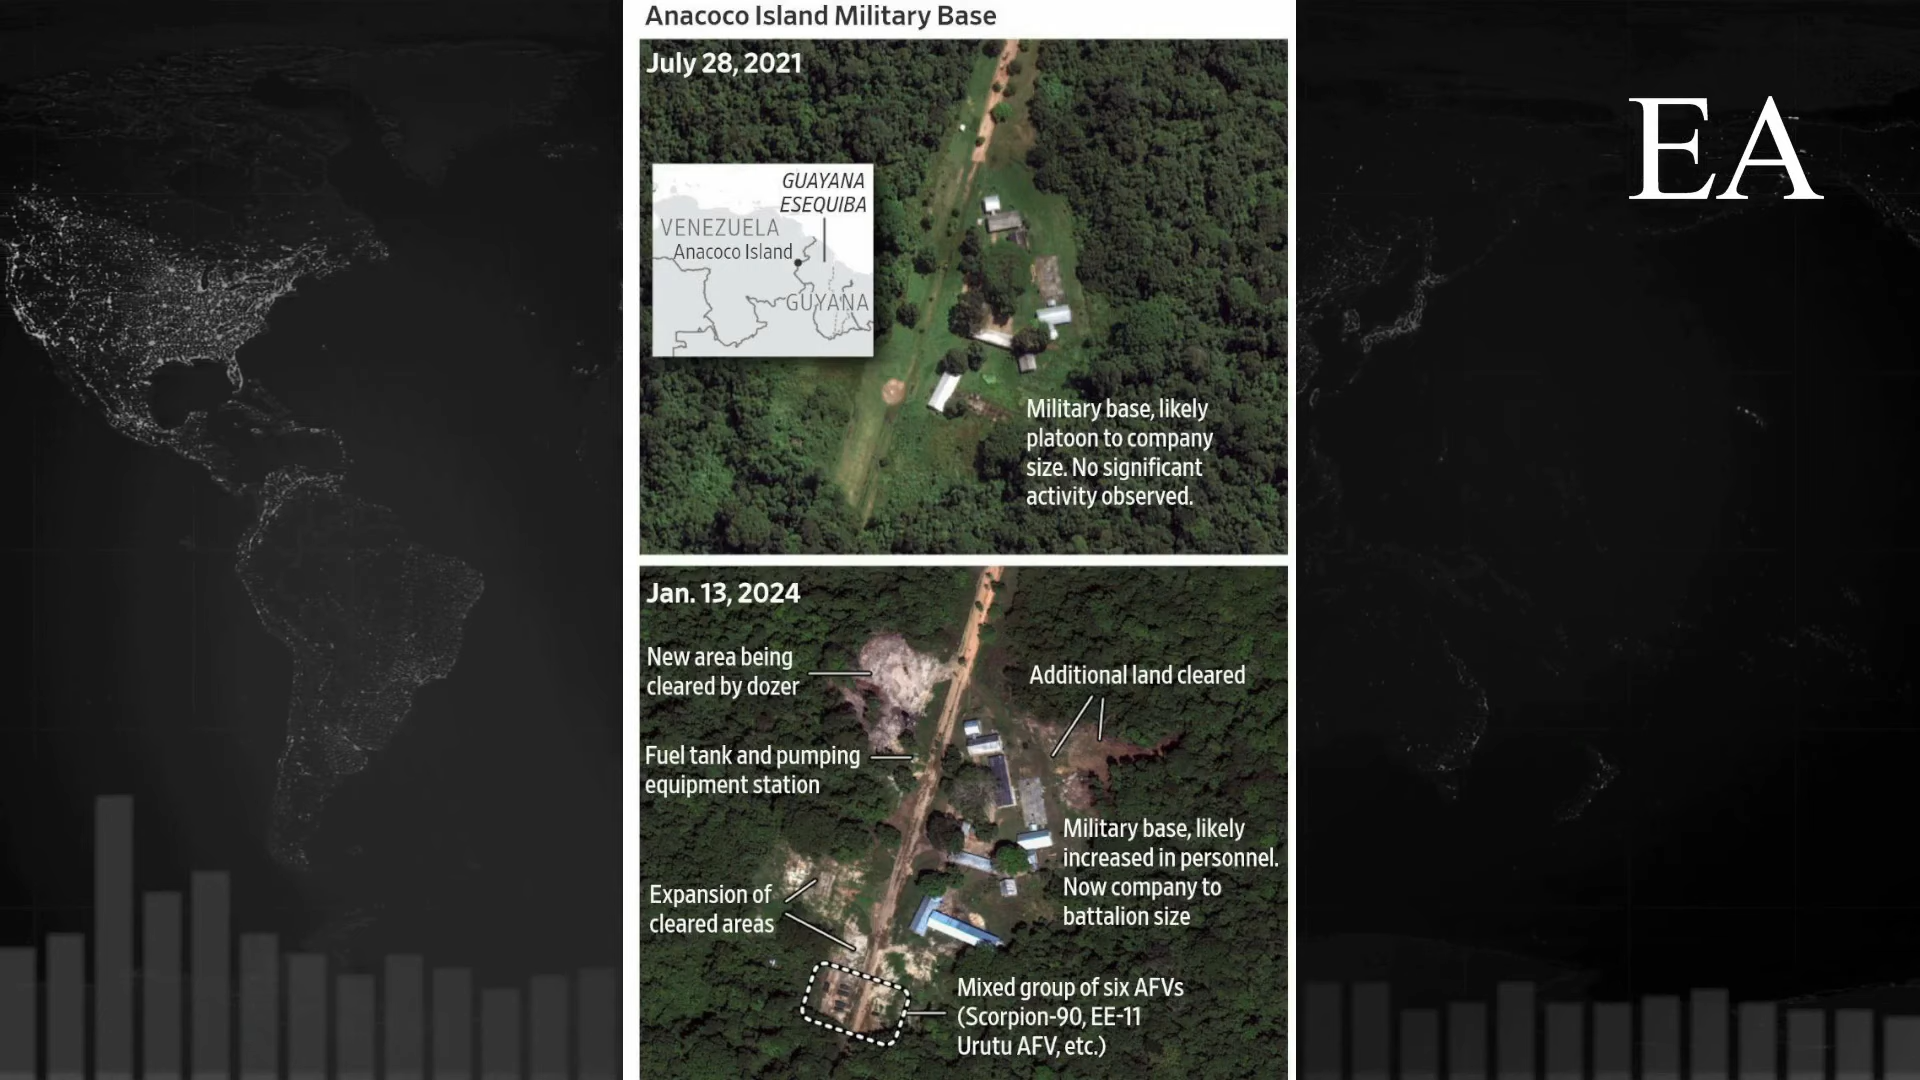 Anacoco Island Military Base
EA
July 28, 2021
GUAYANA
ESEQUIBA
VENEZUELA
Anacoco Island
GUYANA
Military base, likely
platoon to company
size. No significant
activity observed.
Jan. 13, 2024
New area being
cleared by dozer
Additional land cleared
Fuel tank and pumping
equipment station
Military base, likely
increased in personnel.
Now company to
battalion size
Expansion of
cleared areas
Mixed group of six AFVs
(Scorpion-90, EE-11
Urutu AFV, etc.)